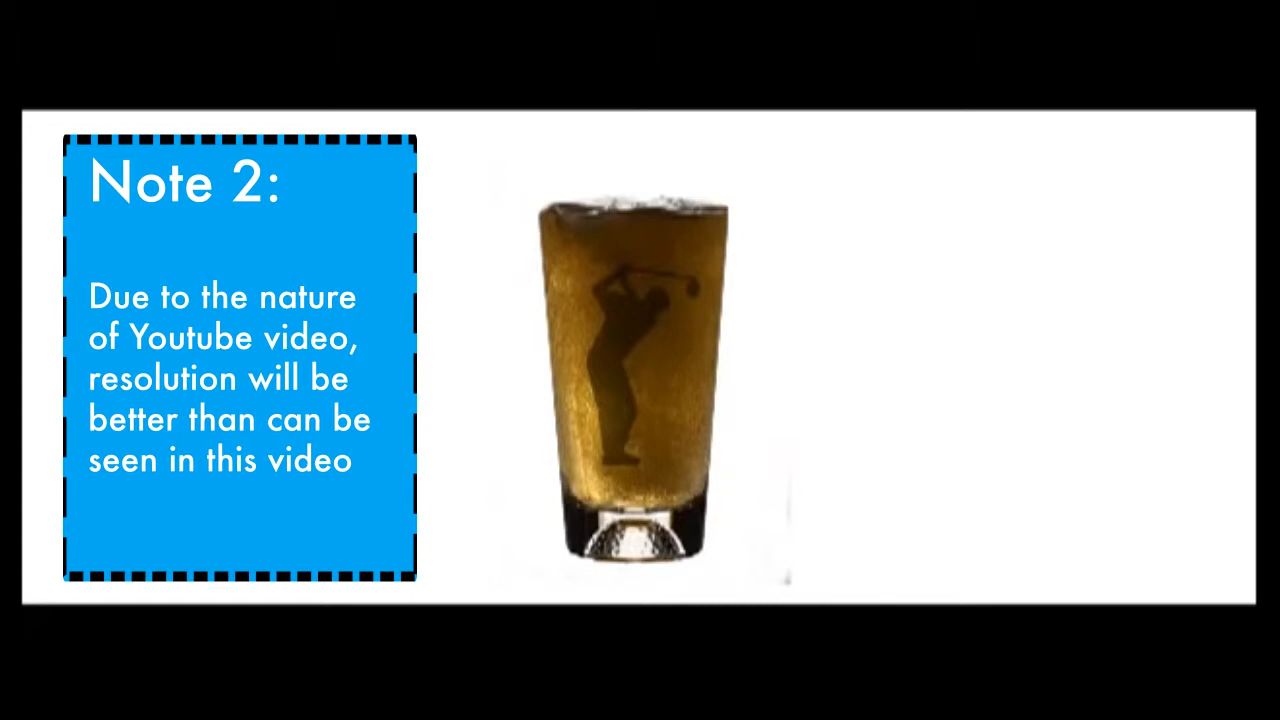 Note 2:
Due to the nature
of Youtube video,
resolution will be
better than can be
seen in this video